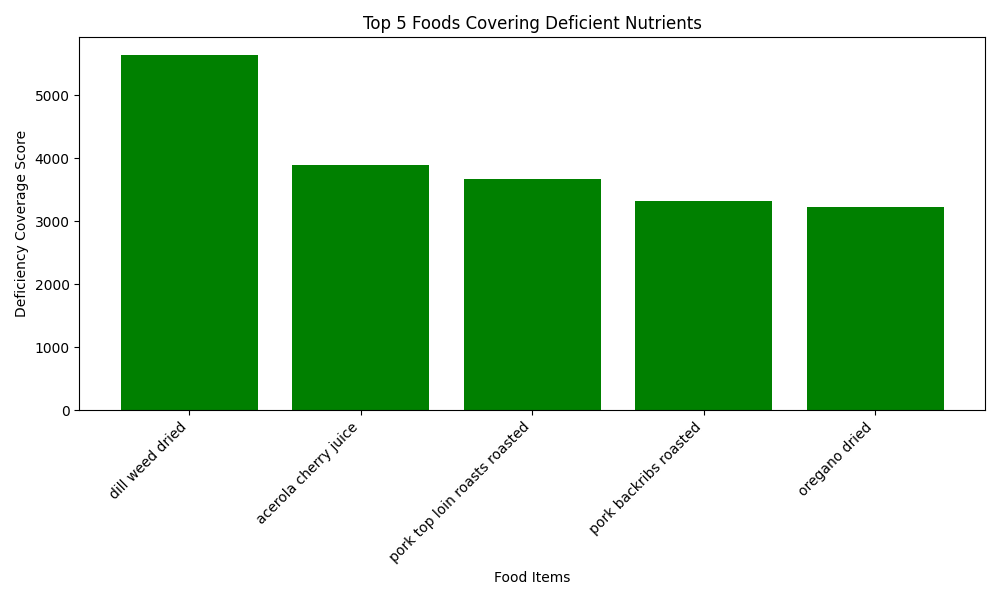 Top 5 Foods Covering Deficient Nutrients
Deficiency Coverage Score
5000
4000
3000
2000
1000
0
dill weed dried
acerola cherry juice
pork top loin roasts roasted
pork backribs roasted
oregano dried
Food Items